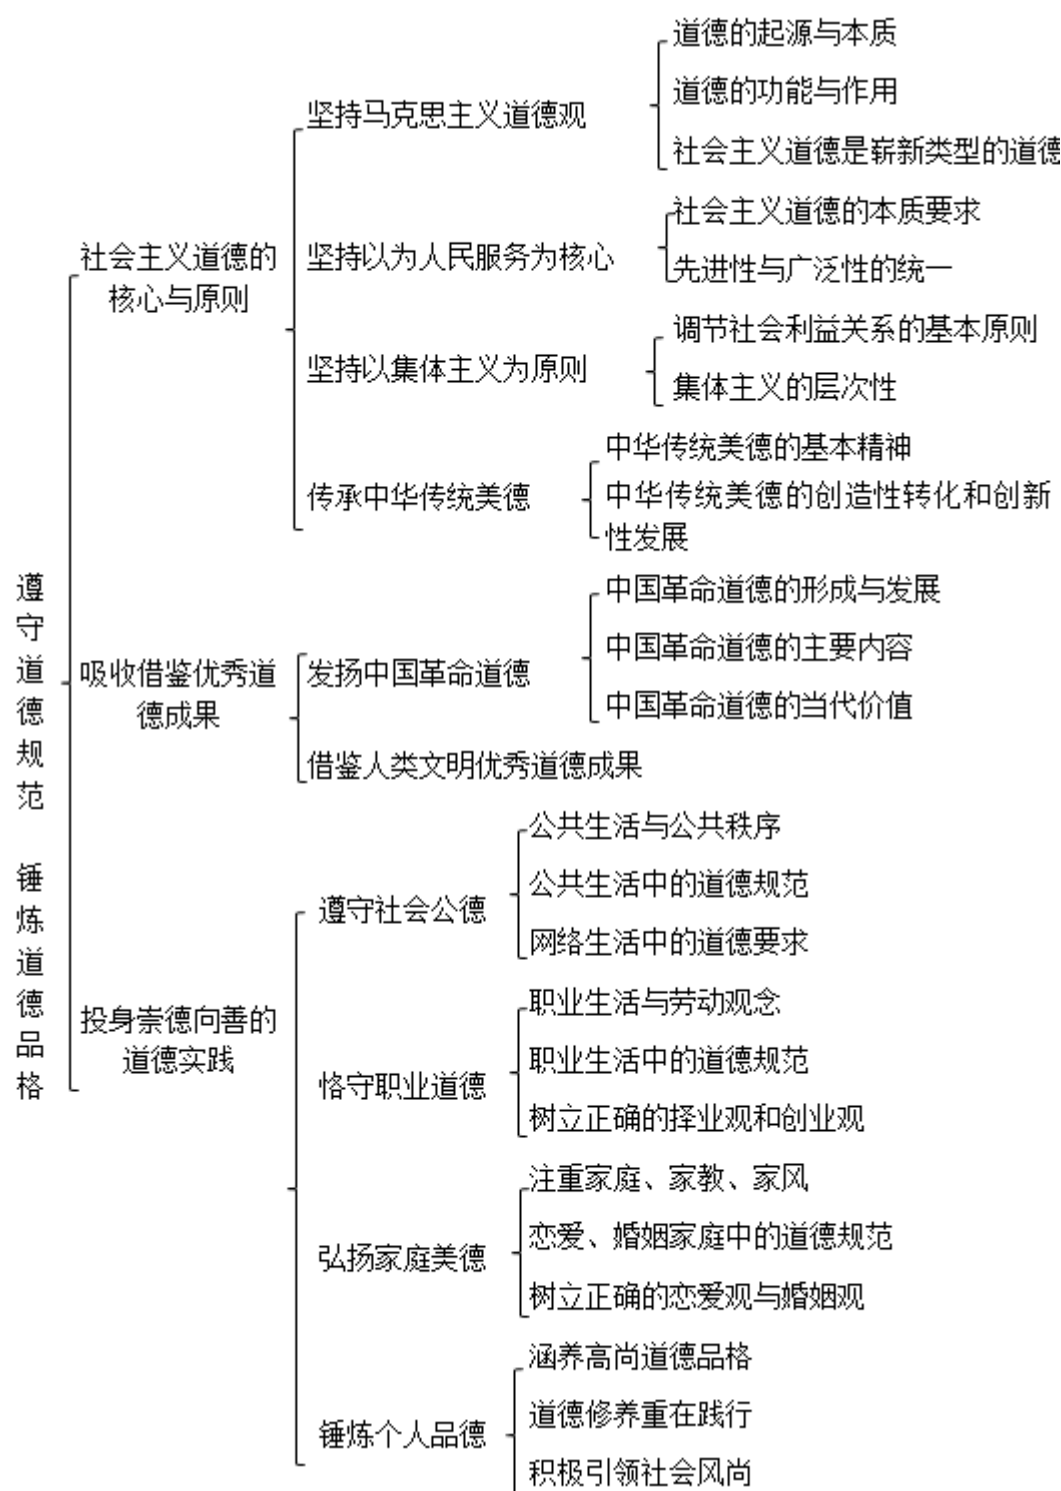 遵守道德规范 锤炼道德品格
社会主义道德的
核心与原则
坚持马克思主义道德观
道德的起源与本质
道德的功能与作用
社会主义道德是崭新类型的道德
坚持以为人民服务为核心
社会主义道德的本质要求
先进性与广泛性的统一
坚持以集体主义为原则
调节社会利益关系的基本原则
集体主义的层次性
传承中华传统美德
中华传统美德的基本精神
中华传统美德的创造性转化和创新
性发展
吸收借鉴优秀道
德成果
发扬中国革命道德
中国革命道德的形成与发展
中国革命道德的主要内容
中国革命道德的当代价值
借鉴人类文明优秀道德成果
投身崇德向善的
道德实践
遵守社会公德
公共生活与公共秩序
公共生活中的道德规范
网络生活中的道德要求
恪守职业道德
职业生活与劳动观念
职业生活中的道德规范
树立正确的择业观和创业观
弘扬家庭美德
注重家庭、家教、家风
恋爱、婚姻家庭中的道德规范
树立正确的恋爱观与婚姻观
锤炼个人品德
涵养高尚道德品格
道德修养重在践行
积极引领社会风尚